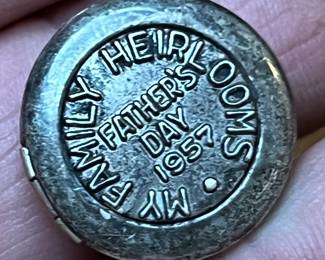 MY FAMILY HEIRLOOMS.
FATHER'S
DAY
1957